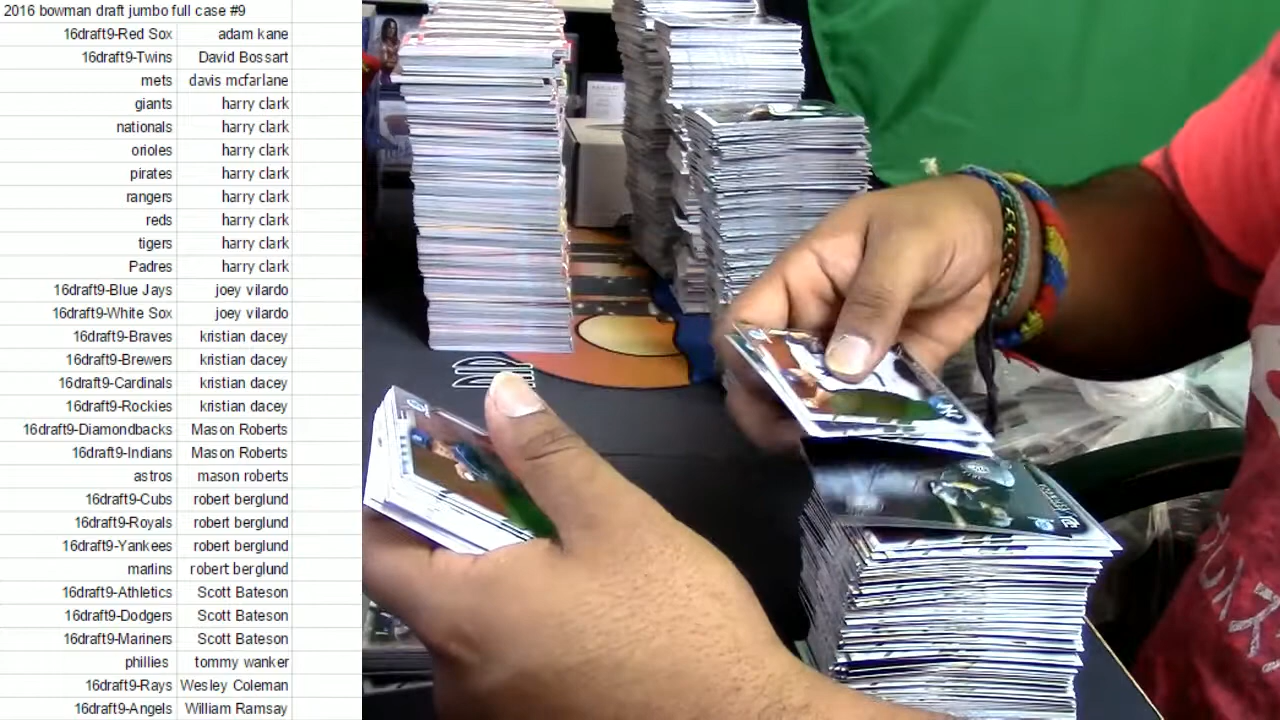 2016 bowman draft jumbo full case #9
16draft9-Red Sox adam kane
16draft9-Twins David Bossart
mets davis mcfarlane
giants harry clark
nationals harry clark
orioles harry clark
pirates harry clark
rangers harry clark
reds harry clark
tigers harry clark
Padres harry clark
16draft9-Blue Jays joey vilardo
16draft9-White Sox joey vilardo
16draft9-Braves kristian dacey
16draft9-Brewers kristian dacey
16draft9-Cardinals kristian dacey
16draft9-Rockies kristian dacey
16draft9-Diamondbacks Mason Roberts
16draft9-Indians Mason Roberts
astros mason roberts
16draft9-Cubs robert berglund
16draft9-Royals robert berglund
16draft9-Yankees robert berglund
marlins robert berglund
16draft9-Athletics Scott Bateson
16draft9-Dodgers Scott Bateson
16draft9-Mariners Scott Bateson
phillies tommy wanker
16draft9-Rays Wesley Coleman
16draft9-Angels William Ramsay